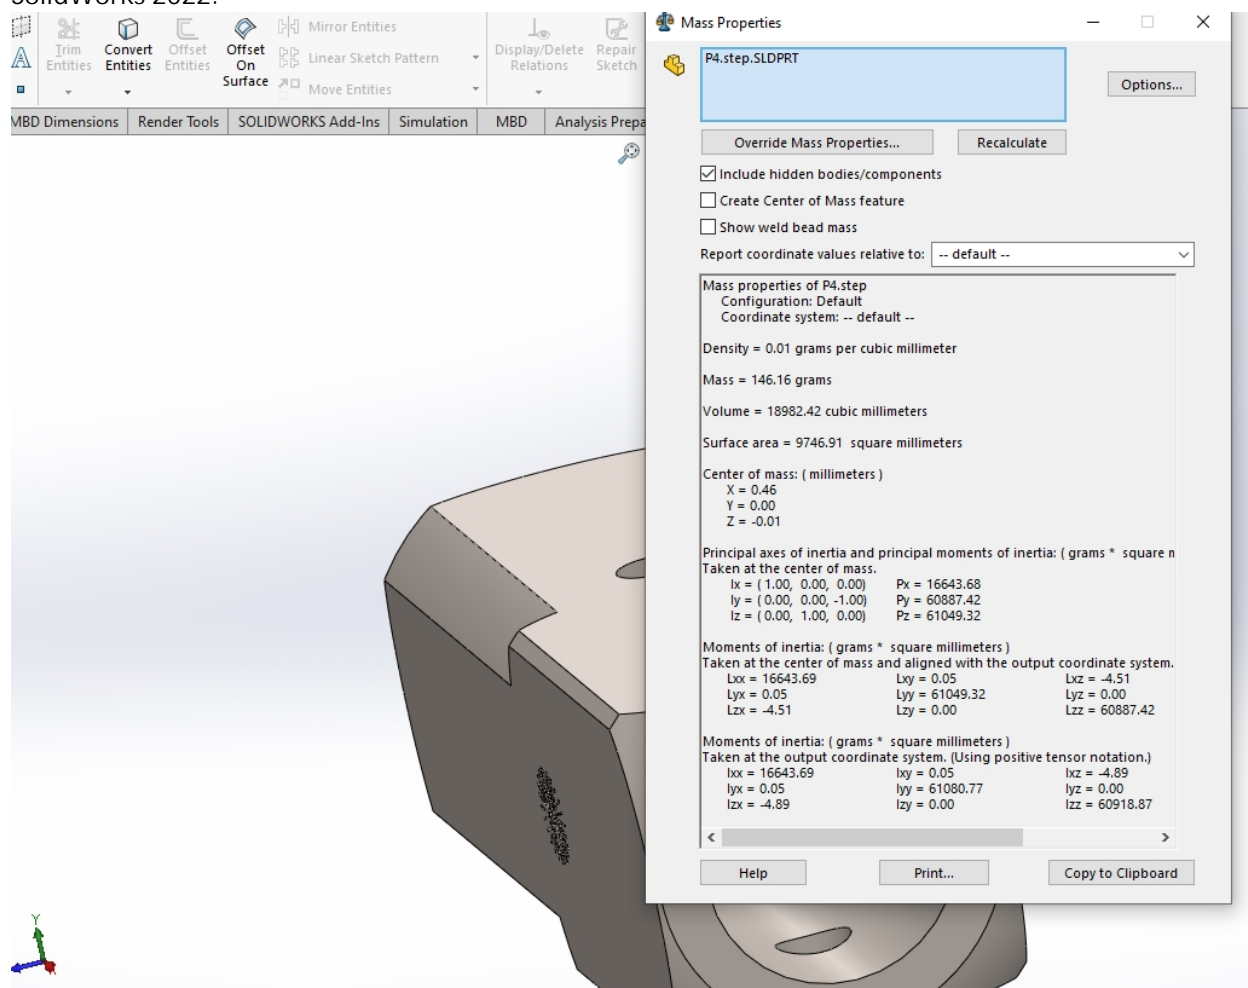 SolidWorks 2022.
Trim Entities
Convert Entities
Offset Entities
Offset On Surface
Mirror Entities
Linear Sketch Pattern
Move Entities
Display/Delete Relations
Repair Sketch
MBD Dimensions Render Tools SOLIDWORKS Add-Ins Simulation MBD Analysis Prepa
Mass Properties
P4.step.SLDPRT
Options...
Override Mass Properties... Recalculate
Include hidden bodies/components
Create Center of Mass feature
Show weld bead mass
Report coordinate values relative to: -- default --
Mass properties of P4.step
Configuration: Default
Coordinate system: -- default --
Density = 0.01 grams per cubic millimeter
Mass = 146.16 grams
Volume = 18982.42 cubic millimeters
Surface area = 9746.91 square millimeters
Center of mass: ( millimeters )
X = 0.46
Y = 0.00
Z = -0.01
Principal axes of inertia and principal moments of inertia: ( grams * square m
Taken at the center of mass.
Ix = ( 1.00, 0.00, 0.00) Px = 16643.68
Iy = ( 0.00, 0.00, -1.00) Py = 60887.42
Iz = ( 0.00, 1.00, 0.00) Pz = 61049.32
Moments of inertia: ( grams * square millimeters )
Taken at the center of mass and aligned with the output coordinate system.
Lxx = 16643.69 Lxy = 0.05 Lxz = -4.51
Lyx = 0.05 Lyy = 61049.32 Lyz = 0.00
Lzx = -4.51 Lzy = 0.00 Lzz = 60887.42
Moments of inertia: ( grams * square millimeters )
Taken at the output coordinate system. (Using positive tensor notation.)
Ixx = 16643.69 Ixy = 0.05 Ixz = -4.89
Iyx = 0.05 Iyy = 61080.77 Iyz = 0.00
Izx = -4.89 Izy = 0.00 Izz = 60918.87
Help Print... Copy to Clipboard
Y